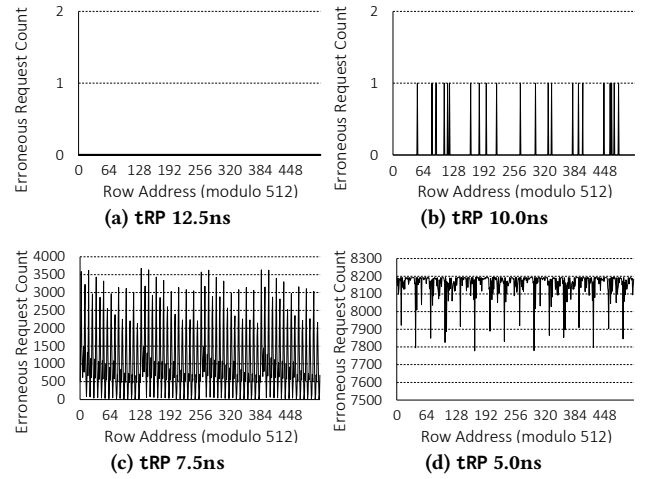 Erroneous Request Count
2
1
0
0 64 128 192 256 320 384 448
Row Address (modulo 512)
(a) tRP 12.5ns
Erroneous Request Count
2
1
0
0 64 128 192 256 320 384 448
Row Address (modulo 512)
(b) tRP 10.0ns
Erroneous Request Count
4000
3500
3000
2500
2000
1500
1000
500
0
0 64 128 192 256 320 384 448
Row Address (modulo 512)
(c) tRP 7.5ns
Erroneous Request Count
8300
8200
8100
8000
7900
7800
7700
7600
7500
0 64 128 192 256 320 384 448
Row Address (modulo 512)
(d) tRP 5.0ns